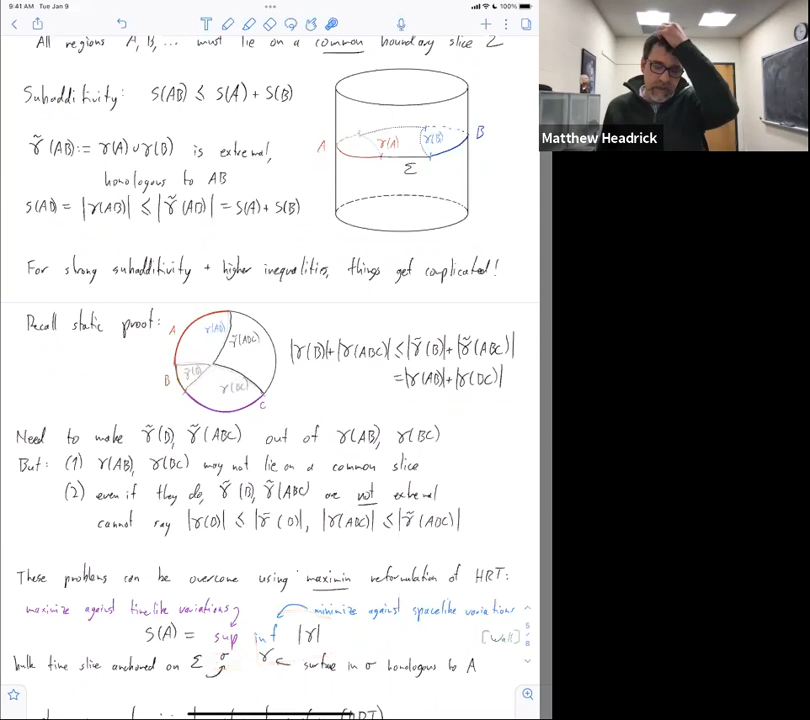 9:41 AM Tue Jan 9
100%
All regions A, B, ... must lie on a common boundary slice Σ
Subadditivity: S(AB) ≤ S(A) + S(B)
γ̃(AB) := γ(A) ∪ γ(B) is extremal,
homologous to AB
S(AB) = |γ(AB)| ≤ |γ̃(AB)| = S(A) + S(B)
A
γ(A)
γ(B)
B
Σ
For strong subadditivity + higher inequalities, things get complicated!
Recall static proof:
A
γ(AB)
γ̃(ABC)
B
γ̃(B)
γ(BC)
C
|γ(B)| + |γ(ABC)| ≤ |γ̃(B)| + |γ̃(ABC)|
= |γ(AB)| + |γ(BC)|
Need to make γ̃(B), γ̃(ABC) out of γ(AB), γ(BC)
But: (1) γ(AB), γ(BC) may not lie on a common slice
(2) even if they do, γ̃(B), γ̃(ABC) are not extremal
cannot say |γ(B)| ≤ |γ̃(B)|, |γ(ABC)| ≤ |γ̃(ABC)|
These problems can be overcome using maximin reformulation of HRT:
maximize against timelike variations
minimize against spacelike variations
S(A) = sup inf |γ|
[Wall]
σ
γ ⊂
bulk time slice anchored on Σ
surface in σ homologous to A
5/8
Matthew Headrick